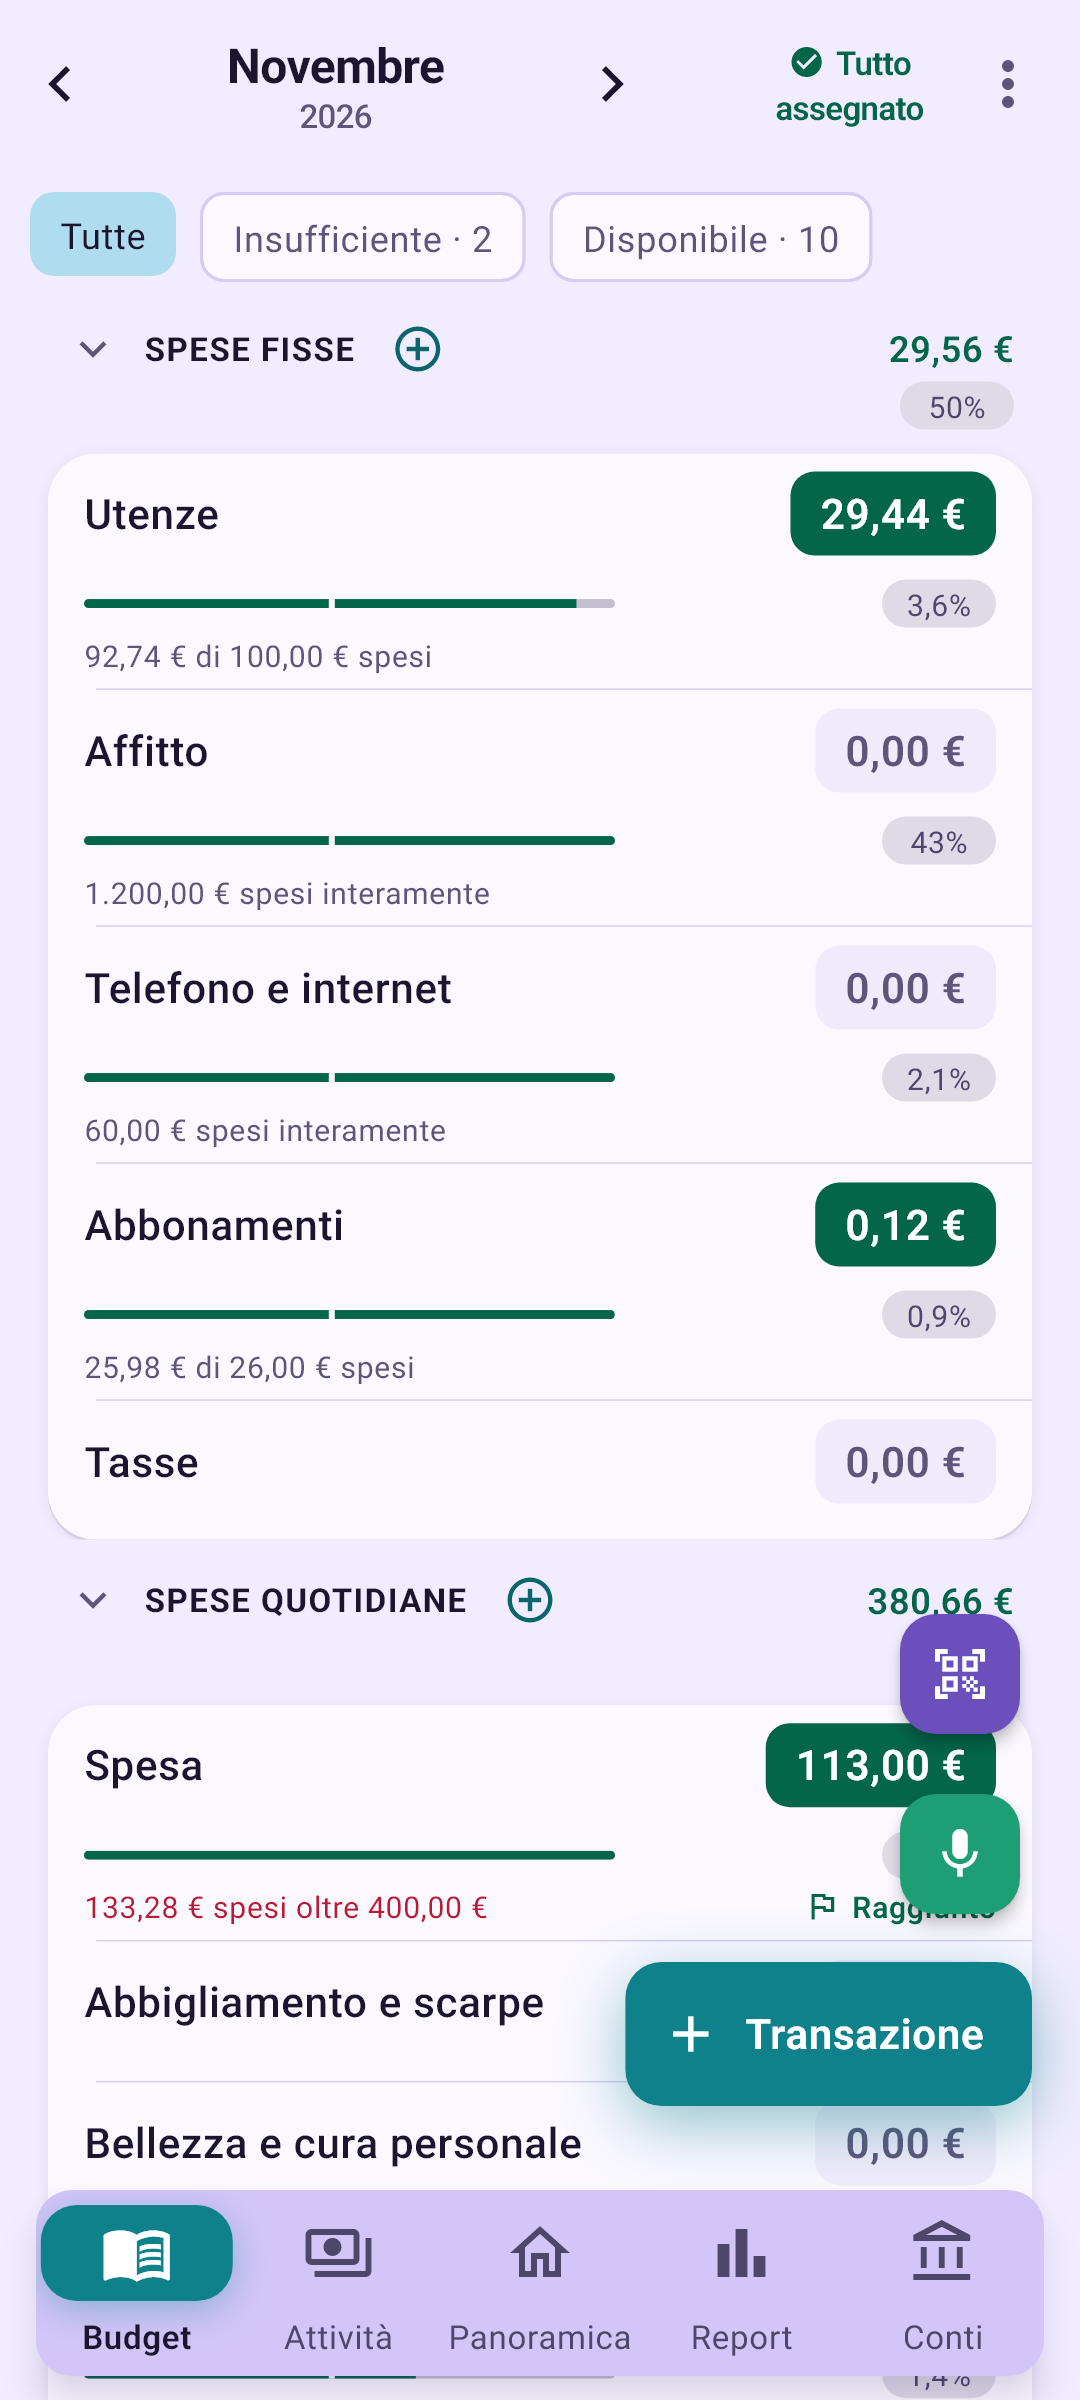 Novembre
2026
Tutto
assegnato
Tutte
Insufficiente · 2
Disponibile · 10
SPESE FISSE
29,56 €
50%
Utenze
29,44 €
3,6%
92,74 € di 100,00 € spesi
Affitto
0,00 €
43%
1.200,00 € spesi interamente
Telefono e internet
0,00 €
2,1%
60,00 € spesi interamente
Abbonamenti
0,12 €
0,9%
25,98 € di 26,00 € spesi
Tasse
0,00 €
SPESE QUOTIDIANE
380,66 €
Spesa
113,00 €
133,28 € spesi oltre 400,00 €
Raggiunto
Abbigliamento e scarpe
Transazione
Bellezza e cura personale
0,00 €
Budget
Attività
Panoramica
Report
Conti
1,4%